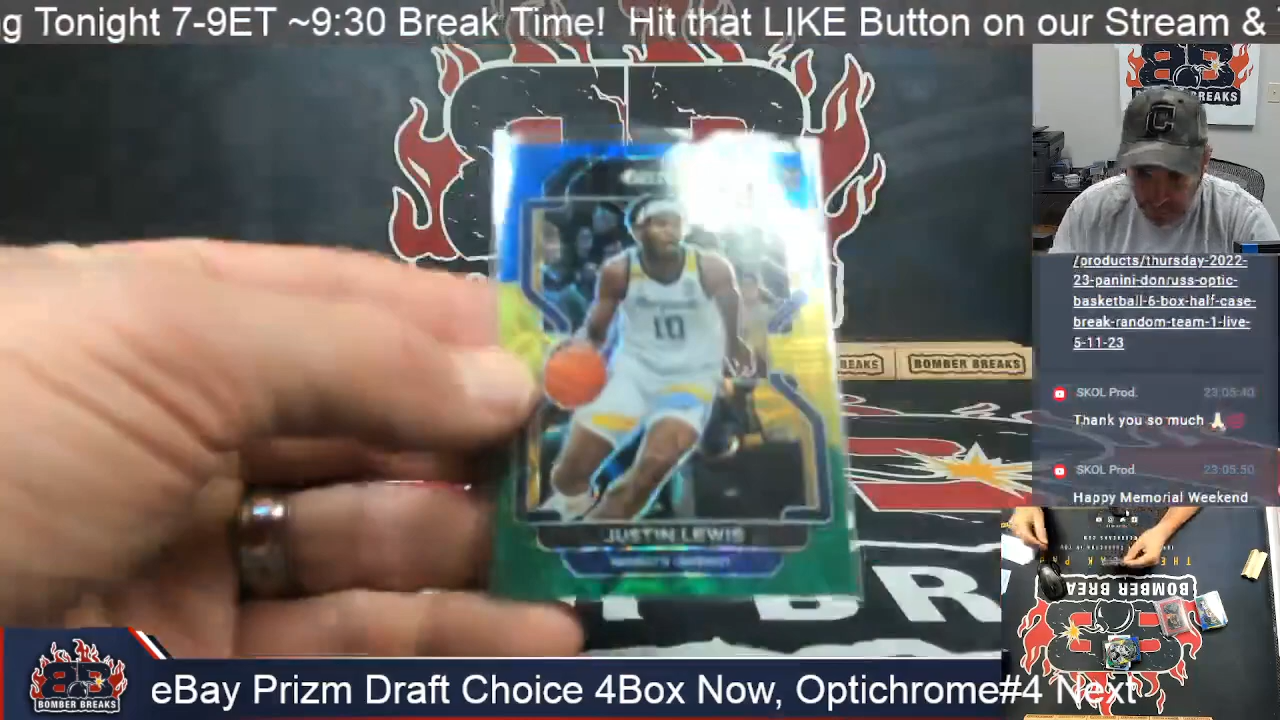 g Tonight 7-9ET ~9:30 Break Time! Hit that LIKE Button on our Stream &
BREAKS
/products/thursday-2022-
23-panini-donruss-optic-
basketball-6-box-half-case-
break-random-team-1-live-
5-11-23
SKOL Prod. 23:05:40
Thank you so much 🙏
SKOL Prod. 23:05:50
Happy Memorial Weekend
10
JUSTIN LEWIS
BREAKS
BOMBER BREAKS
BOMBER BREA
BOMBER BREAKS
eBay Prizm Draft Choice 4Box Now, Optichrome#4 Next